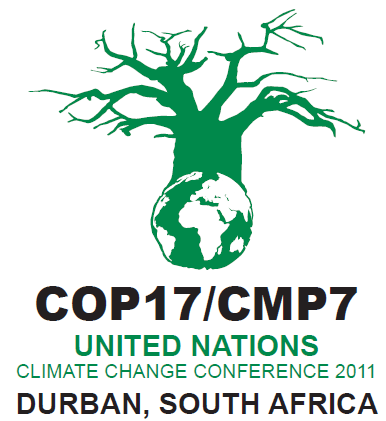 COP17/CMP7
UNITED NATIONS
CLIMATE CHANGE CONFERENCE 2011
DURBAN, SOUTH AFRICA